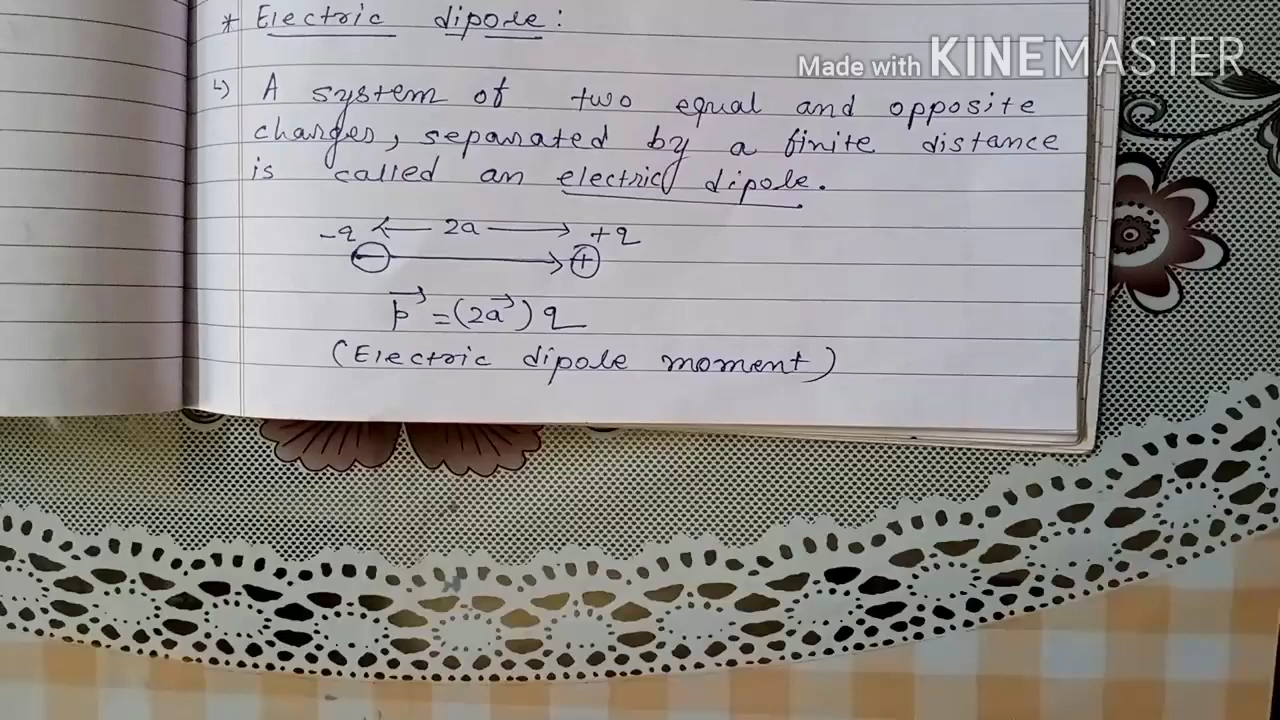 * Electric dipole:
Made with KINEMASTER
↳) A system of two equal and opposite
charges, separated by a finite distance
is called an electric dipole.
-q ← 2a → +q
− +
p⃗ = (2a⃗) q
(Electric dipole moment)